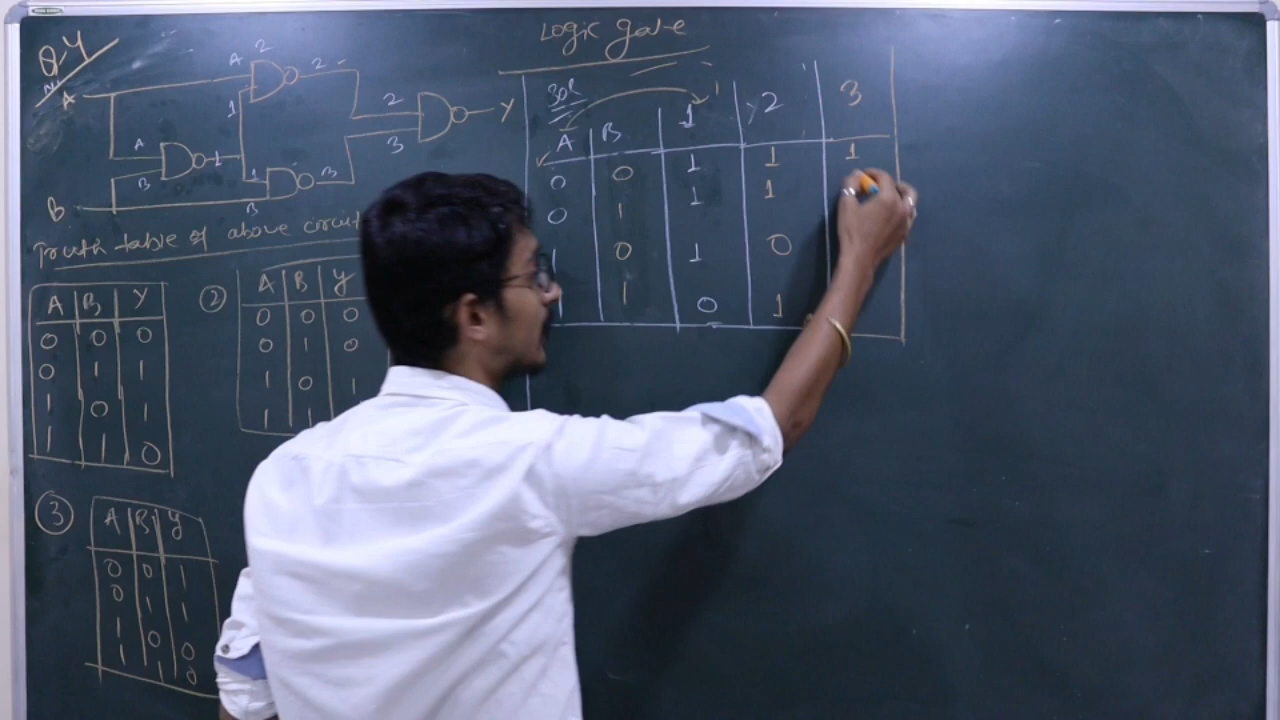 Logic gate
Q-4
A 2 2
A 1 2 Y
A 1 3
B 1 3
B B
Truth table of above circuit
A B Y
0 0 0
0 1 1
1 0 1
1 1 0
②
A B Y
0 0 0
0 1 0
1 0 1
1 1
③
A B Y
0 0 1
0 1 1
1 0 0
1 1 0
A B 1 2 3
0 0 1 1 1
0 1 1 1
1 0 1 0
1 1 0 1